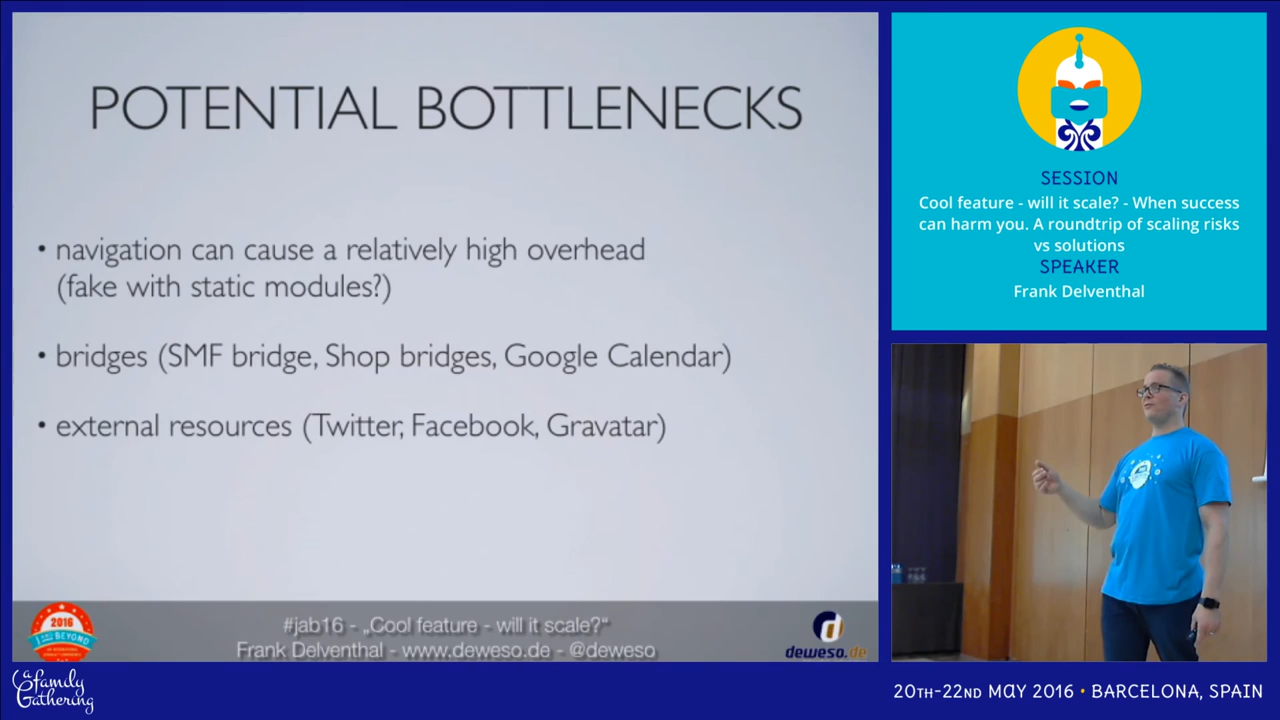 POTENTIAL BOTTLENECKS
• navigation can cause a relatively high overhead
(fake with static modules?)
• bridges (SMF bridge, Shop bridges, Google Calendar)
• external resources (Twitter, Facebook, Gravatar)
2016
BEYOND
#jab16 - „Cool feature - will it scale?“
Frank Delventhal - www.deweso.de - @deweso
deweso.de
SESSION
Cool feature - will it scale? - When success
can harm you. A roundtrip of scaling risks
vs solutions
SPEAKER
Frank Delventhal
a family
Gathering
20TH-22ND MAY 2016 • BARCELONA, SPAIN